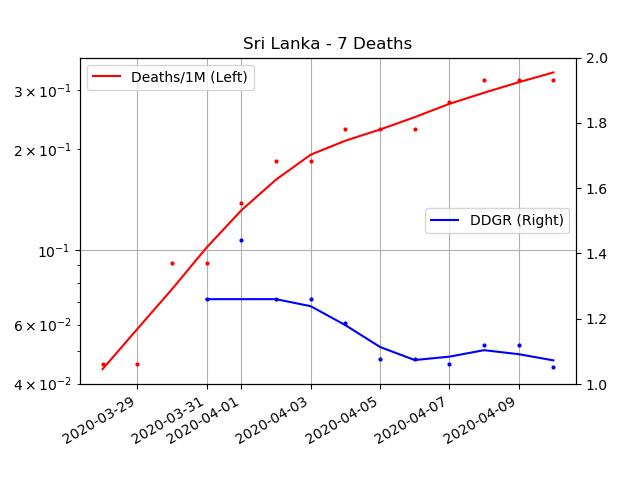 Sri Lanka - 7 Deaths
Deaths/1M (Left)
DDGR (Right)
3 × 10⁻¹
2 × 10⁻¹
10⁻¹
6 × 10⁻²
4 × 10⁻²
2.0
1.8
1.6
1.4
1.2
1.0
2020-03-29
2020-03-31
2020-04-01
2020-04-03
2020-04-05
2020-04-07
2020-04-09